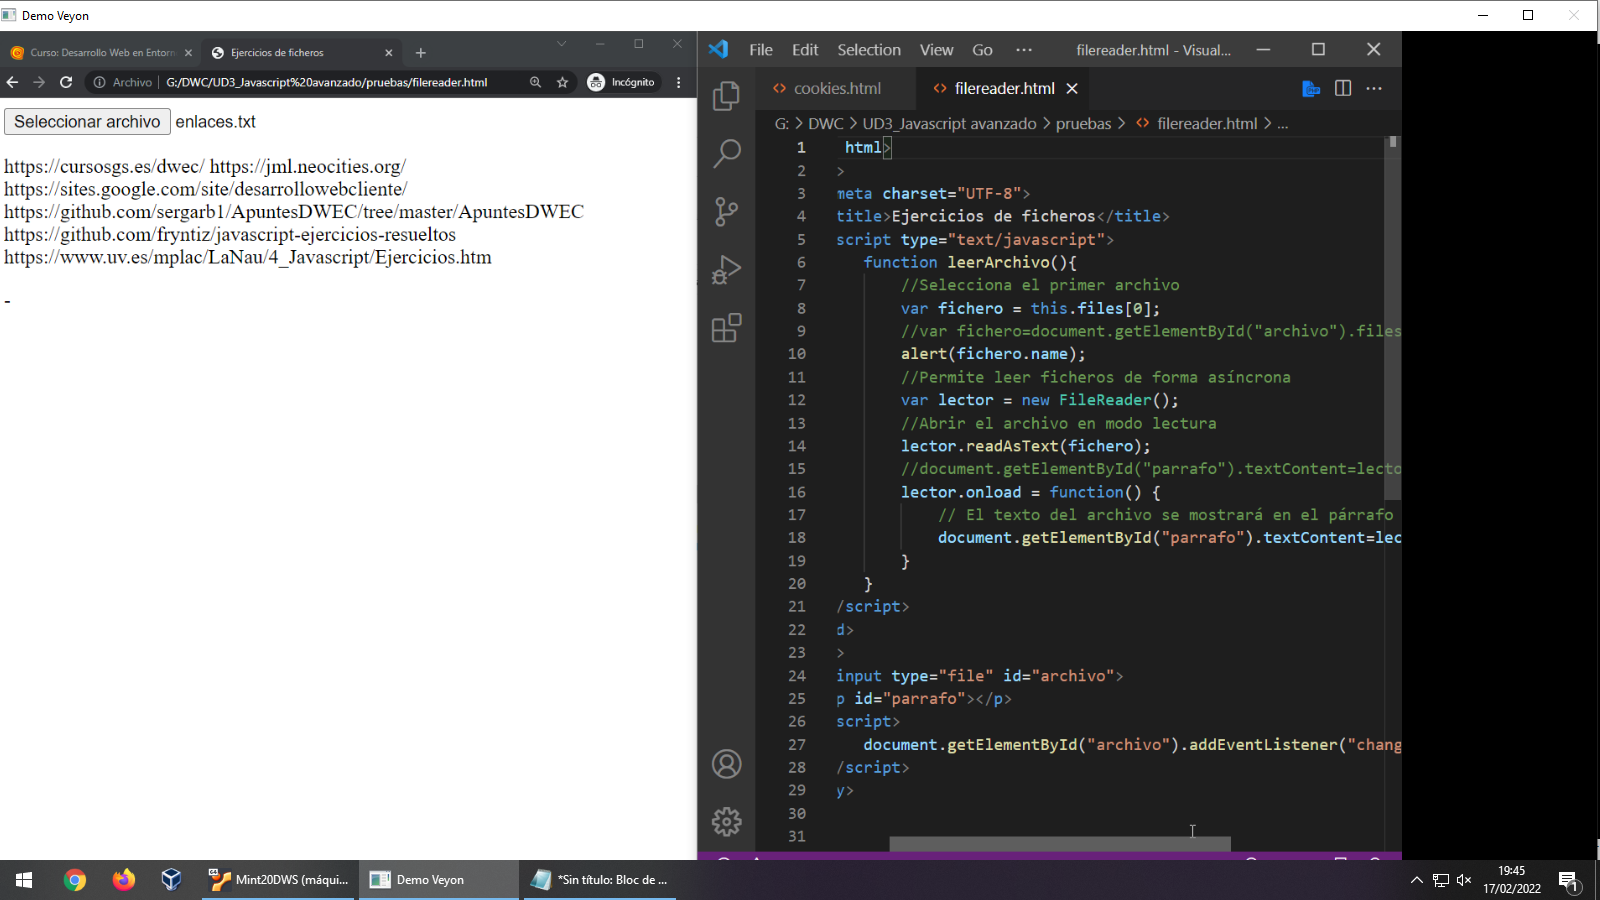 Demo Veyon
Curso: Desarrollo Web en Entorn
Ejercicios de ficheros
Archivo
G:/DWC/UD3_Javascript%20avanzado/pruebas/filereader.html
Incógnito
Seleccionar archivo enlaces.txt
https://cursosgs.es/dwec/ https://jml.neocities.org/
https://sites.google.com/site/desarrollowebcliente/
https://github.com/sergarb1/ApuntesDWEC/tree/master/ApuntesDWEC
https://github.com/fryntiz/javascript-ejercicios-resueltos
https://www.uv.es/mplac/LaNau/4_Javascript/Ejercicios.htm
-
File Edit Selection View Go ··· filereader.html - Visual...
<> cookies.html <> filereader.html
G: > DWC > UD3_Javascript avanzado > pruebas > <> filereader.html > ...
1 html>
2 >
3 meta charset="UTF-8">
4 title>Ejercicios de ficheros</title>
5 script type="text/javascript">
6 function leerArchivo(){
7 //Selecciona el primer archivo
8 var fichero = this.files[0];
9 //var fichero=document.getElementById("archivo").files
10 alert(fichero.name);
11 //Permite leer ficheros de forma asíncrona
12 var lector = new FileReader();
13 //Abrir el archivo en modo lectura
14 lector.readAsText(fichero);
15 //document.getElementById("parrafo").textContent=lecto
16 lector.onload = function() {
17 // El texto del archivo se mostrará en el párrafo
18 document.getElementById("parrafo").textContent=lec
19 }
20 }
21 /script>
22 d>
23 >
24 input type="file" id="archivo">
25 p id="parrafo"></p>
26 script>
27 document.getElementById("archivo").addEventListener("chang
28 /script>
29 y>
30
31
Mint20DWS (máqui...
Demo Veyon
*Sin título: Bloc de ...
19:45
17/02/2022
1